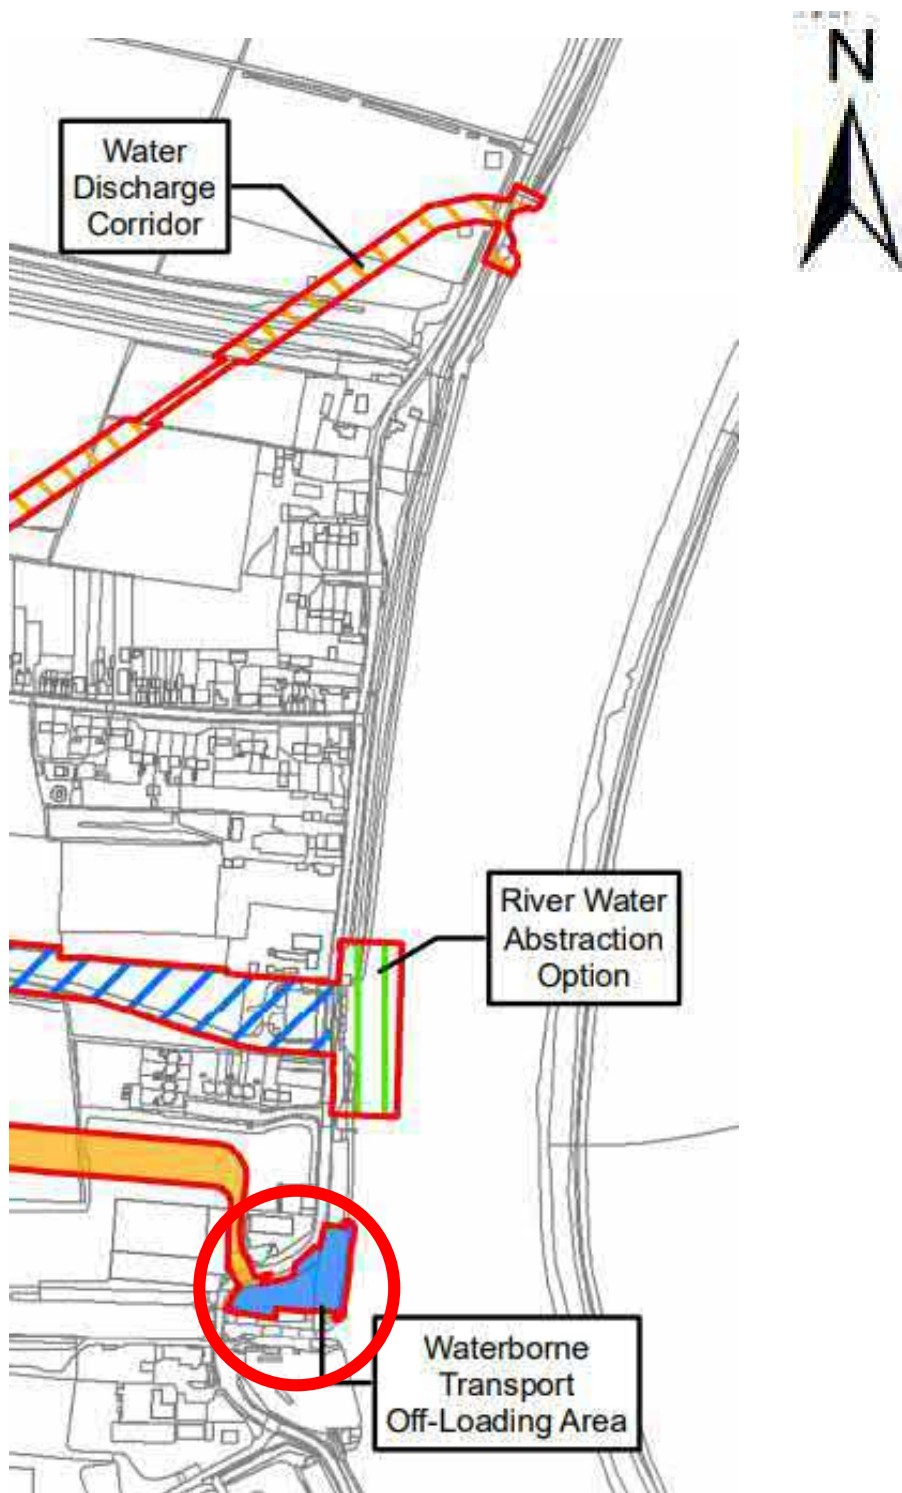 N
Water
Discharge
Corridor
River Water
Abstraction
Option
Waterborne
Transport
Off-Loading Area